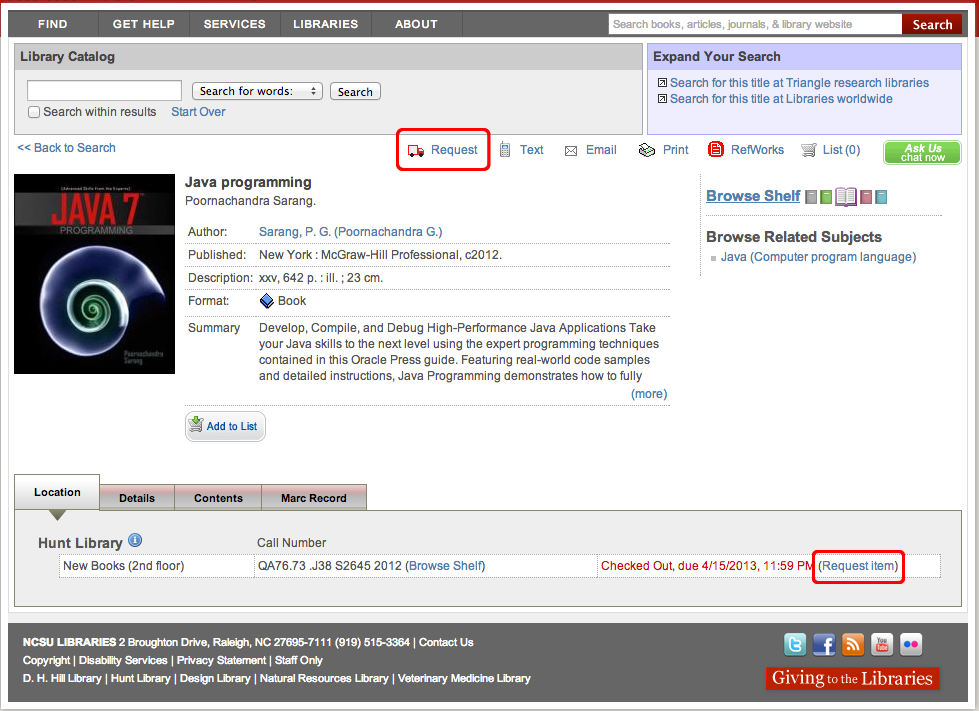 FIND GET HELP SERVICES LIBRARIES ABOUT Search books, articles, journals, & library website Search
Library Catalog
Search for words: Search
Search within results Start Over
Expand Your Search
Search for this title at Triangle research libraries
Search for this title at Libraries worldwide
<< Back to Search Request Text Email Print RefWorks List (0) Ask Us
chat now
(Advanced Skills from the Experts)
JAVA 7
PROGRAMMING
Poornachandra
Sarang
Java programming
Poornachandra Sarang.
Author: Sarang, P. G. (Poornachandra G.)
Published: New York : McGraw-Hill Professional, c2012.
Description: xxv, 642 p. : ill. ; 23 cm.
Format: Book
Summary Develop, Compile, and Debug High-Performance Java Applications Take
your Java skills to the next level using the expert programming techniques
contained in this Oracle Press guide. Featuring real-world code samples
and detailed instructions, Java Programming demonstrates how to fully
(more)
Add to List
Browse Shelf
Browse Related Subjects
Java (Computer program language)
Location Details Contents Marc Record
Hunt Library i Call Number
New Books (2nd floor) QA76.73 .J38 S2645 2012 (Browse Shelf) Checked Out, due 4/15/2013, 11:59 PM (Request item)
NCSU LIBRARIES 2 Broughton Drive, Raleigh, NC 27695-7111 (919) 515-3364 | Contact Us
Copyright | Disability Services | Privacy Statement | Staff Only
D. H. Hill Library | Hunt Library | Design Library | Natural Resources Library | Veterinary Medicine Library
You Tube
Giving to the Libraries